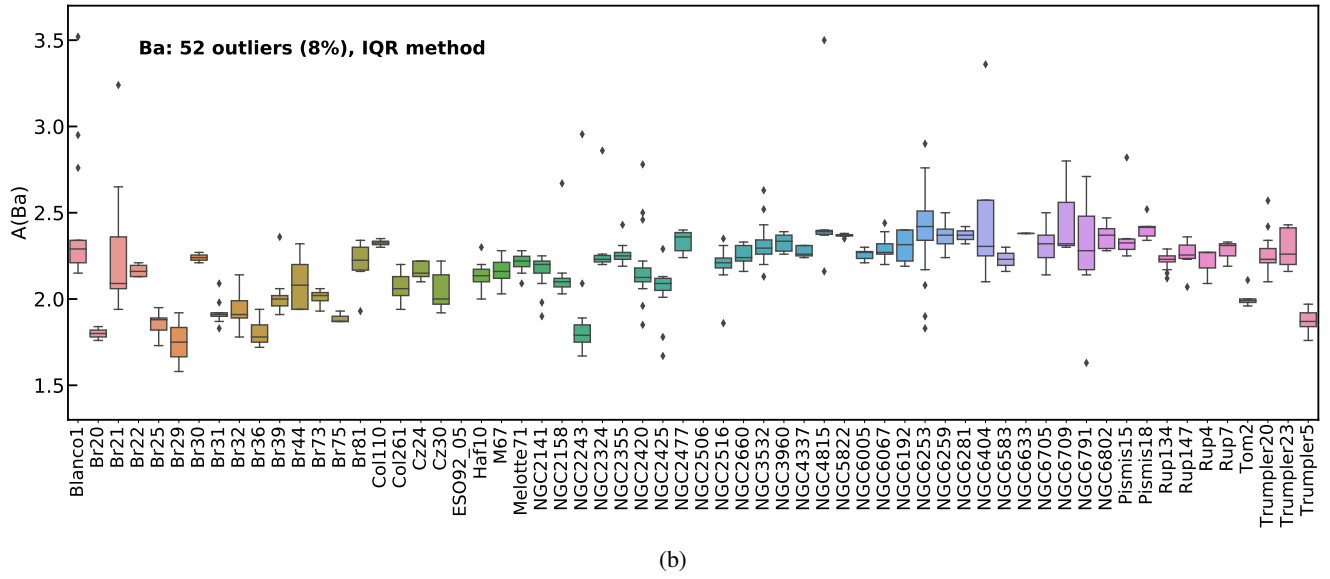 Ba: 52 outliers (8%), IQR method
A(Ba)
3.5
3.0
2.5
2.0
1.5
Blanco1
Br20
Br21
Br22
Br25
Br29
Br30
Br31
Br32
Br36
Br39
Br44
Br73
Br75
Br81
Col110
Col261
Cz24
Cz30
ESO92_05
Haf10
M67
Melotte71
NGC2141
NGC2158
NGC2243
NGC2324
NGC2355
NGC2420
NGC2425
NGC2477
NGC2506
NGC2516
NGC2660
NGC3532
NGC3960
NGC4337
NGC4815
NGC5822
NGC6005
NGC6067
NGC6192
NGC6253
NGC6259
NGC6281
NGC6404
NGC6583
NGC6633
NGC6705
NGC6709
NGC6791
NGC6802
Pismis15
Pismis18
Rup134
Rup147
Rup4
Rup7
Tom2
Trumpler20
Trumpler23
Trumpler5
(b)